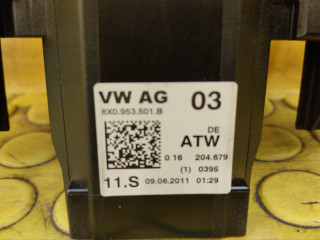 VW AG 03
8X0.953.501.B
DE
ATW
0 16 204.679
(1) 0395
11.S 09.06.2011 01:29